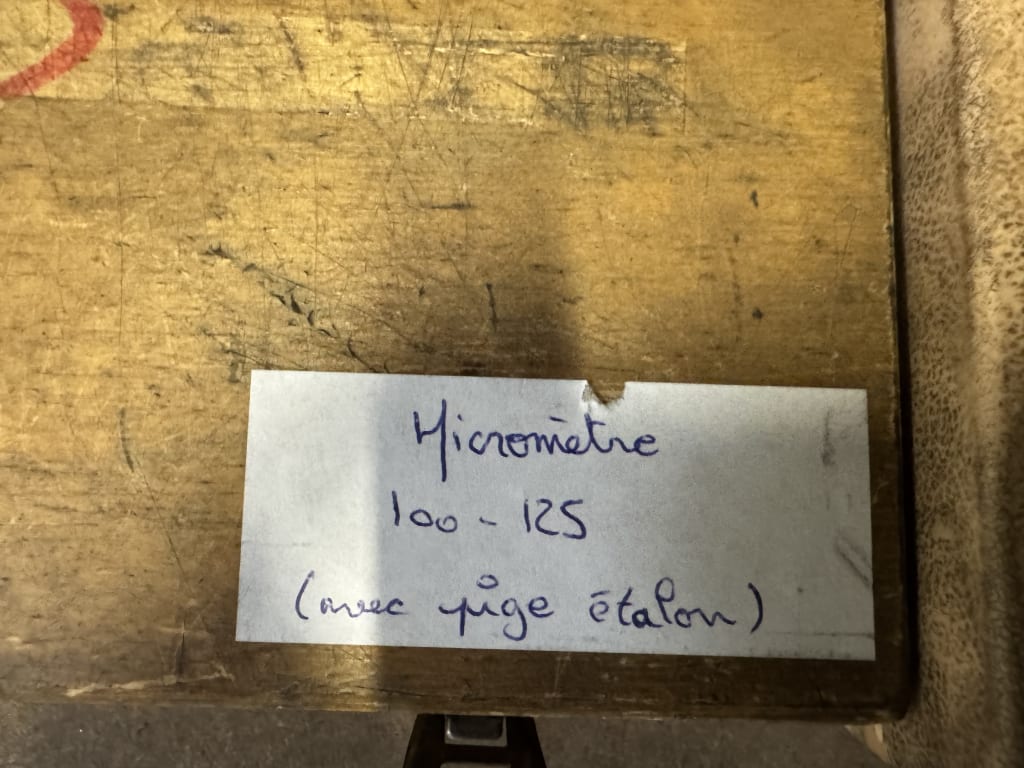 Micromètre
100 - 125
(avec pige étalon)